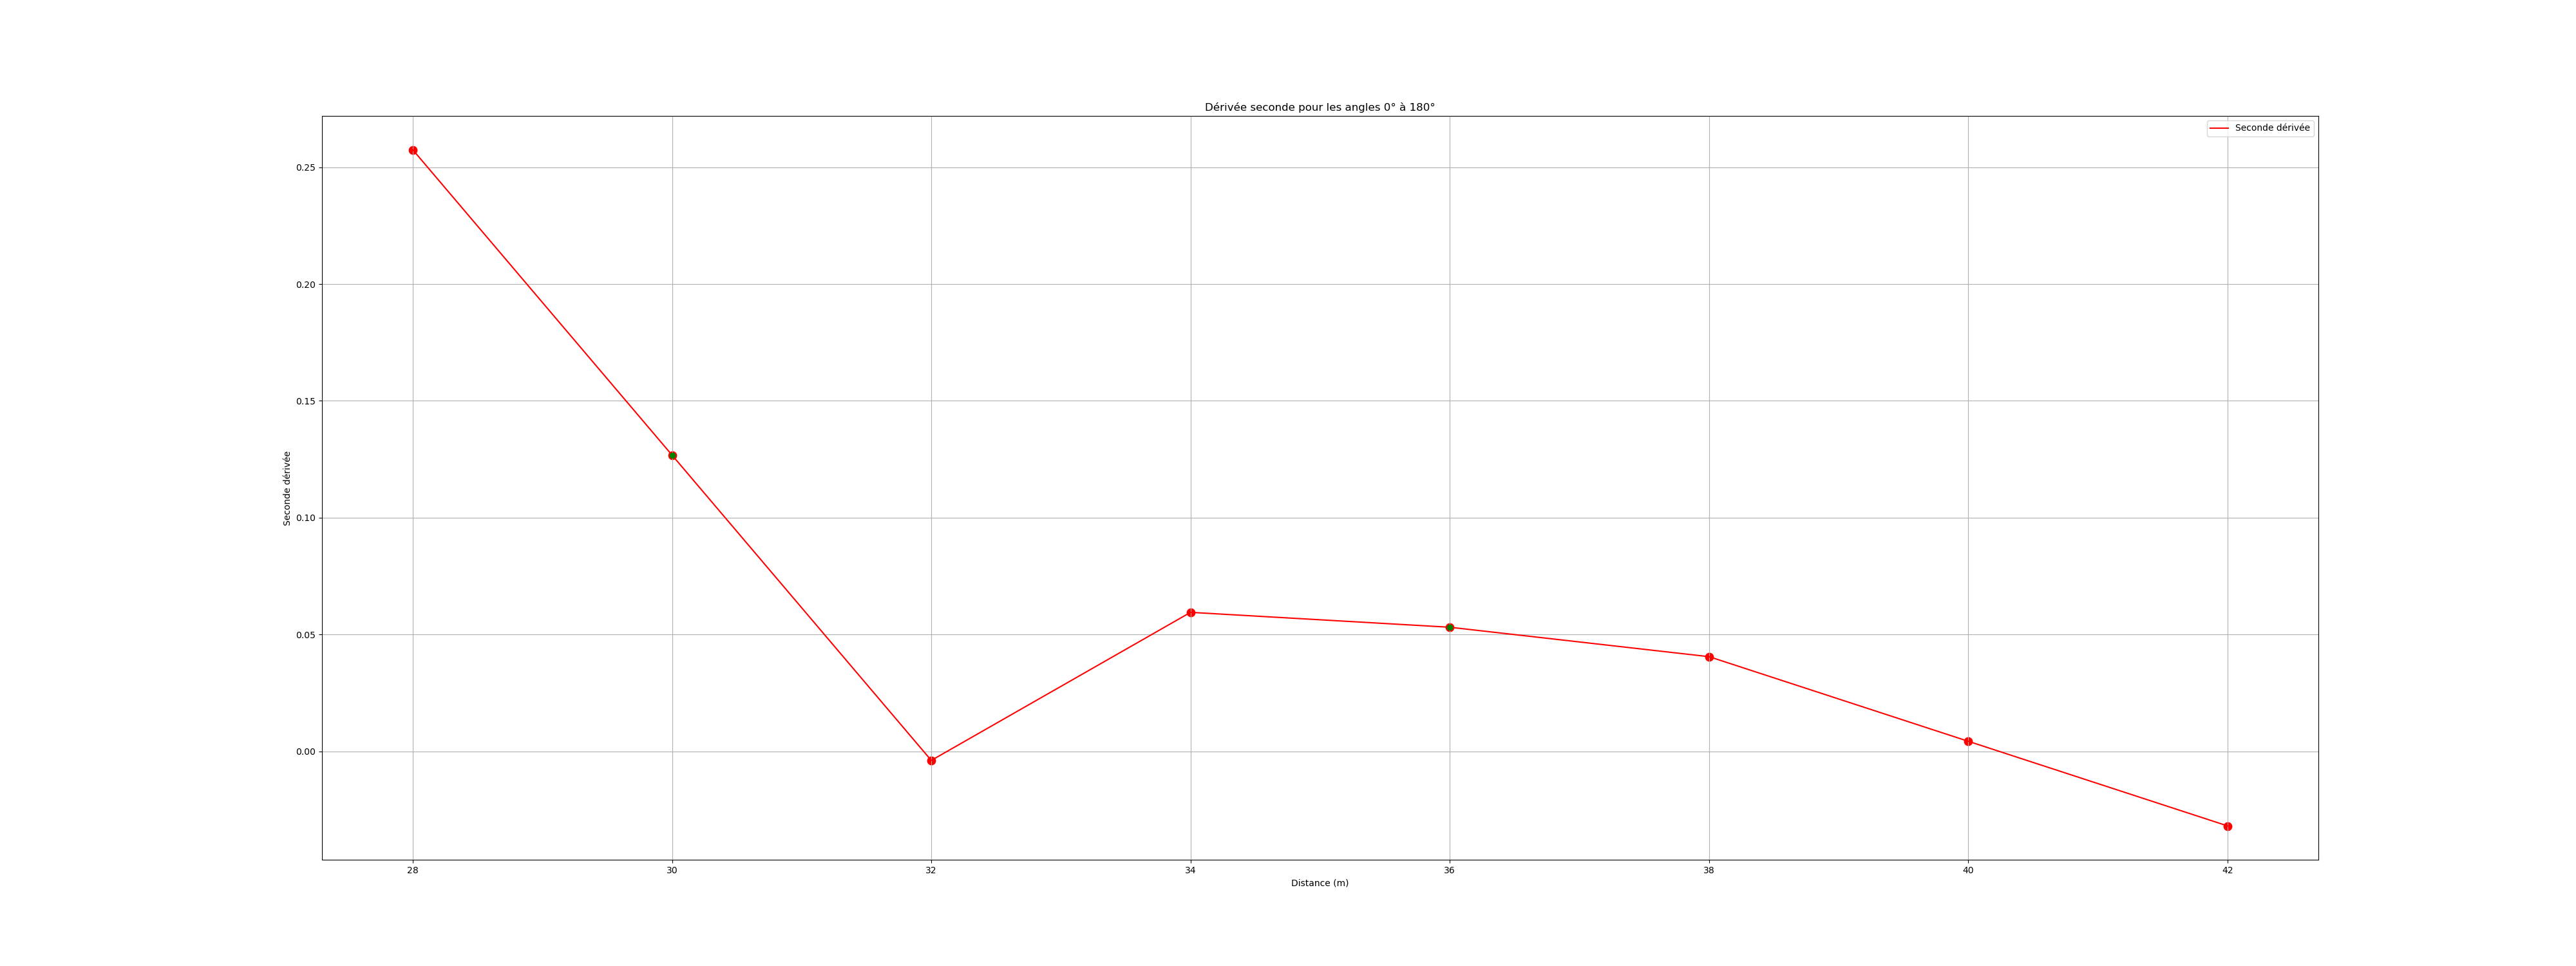 Dérivée seconde pour les angles 0° à 180°
Seconde dérivée
0.25
0.20
0.15
0.10
0.05
0.00
Seconde dérivée
28 30 32 34 36 38 40 42
Distance (m)